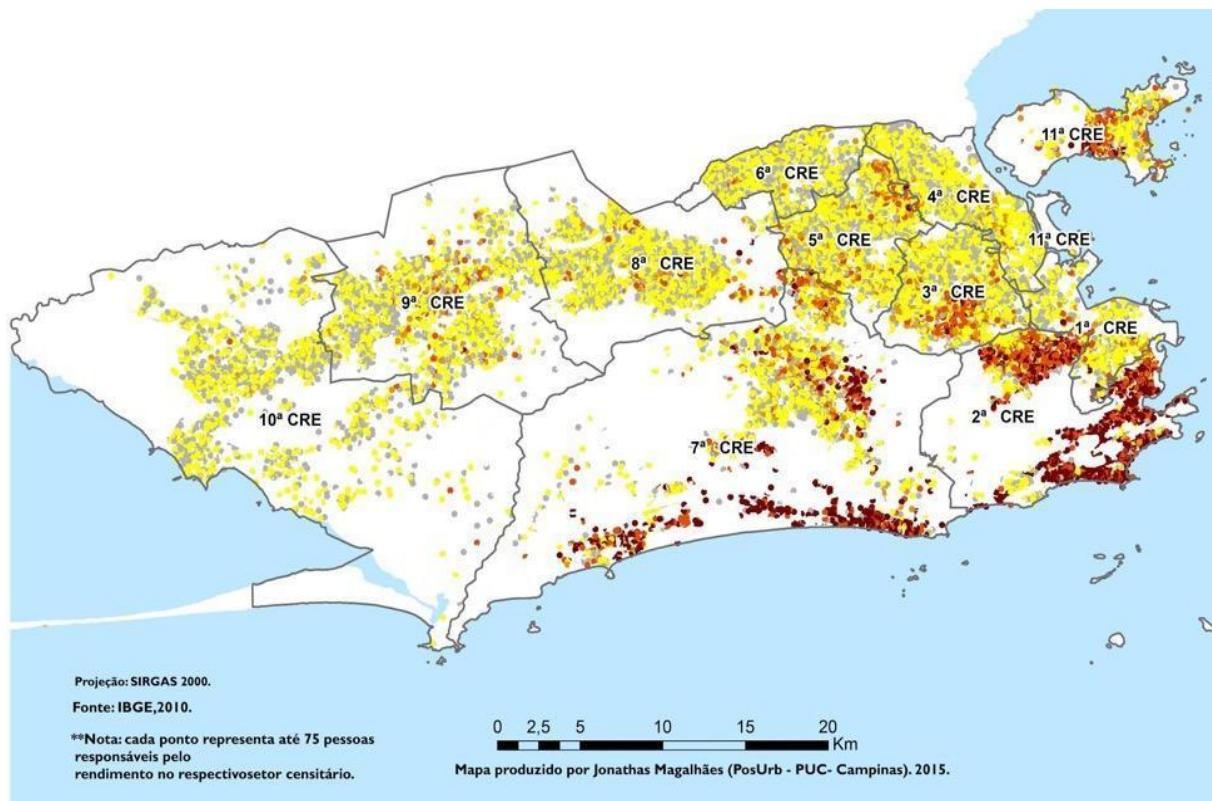 11ª CRE
6ª CRE
4ª CRE
5ª CRE
11ª CRE
8ª CRE
3ª CRE
9ª CRE
1ª CRE
10ª CRE
2ª CRE
7ª CRE
Projeção: SIRGAS 2000.
Fonte: IBGE,2010.
**Nota: cada ponto representa até 75 pessoas
responsáveis pelo
rendimento no respectivosetor censitário.
0 2,5 5 10 15 20
Km
Mapa produzido por Jonathas Magalhães (PosUrb - PUC- Campinas). 2015.